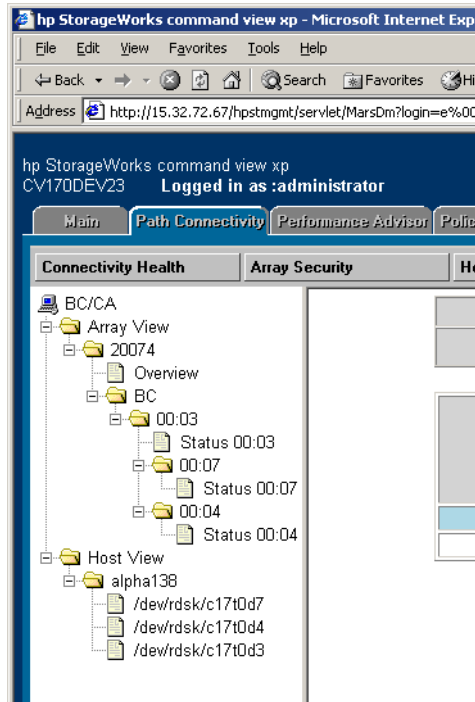 hp StorageWorks command view xp - Microsoft Internet Exp
File Edit View Favorites Tools Help
Back Search Favorites Hi
Address http://15.32.72.67/hpstmgmt/servlet/MarsDm?login=e%00
hp StorageWorks command view xp
CV170DEV23 Logged in as :administrator
Main Path Connectivity Performance Advisor Polic
Connectivity Health Array Security He
BC/CA
Array View
20074
Overview
BC
00:03
Status 00:03
00:07
Status 00:07
00:04
Status 00:04
Host View
alpha138
/dev/rdsk/c17t0d7
/dev/rdsk/c17t0d4
/dev/rdsk/c17t0d3